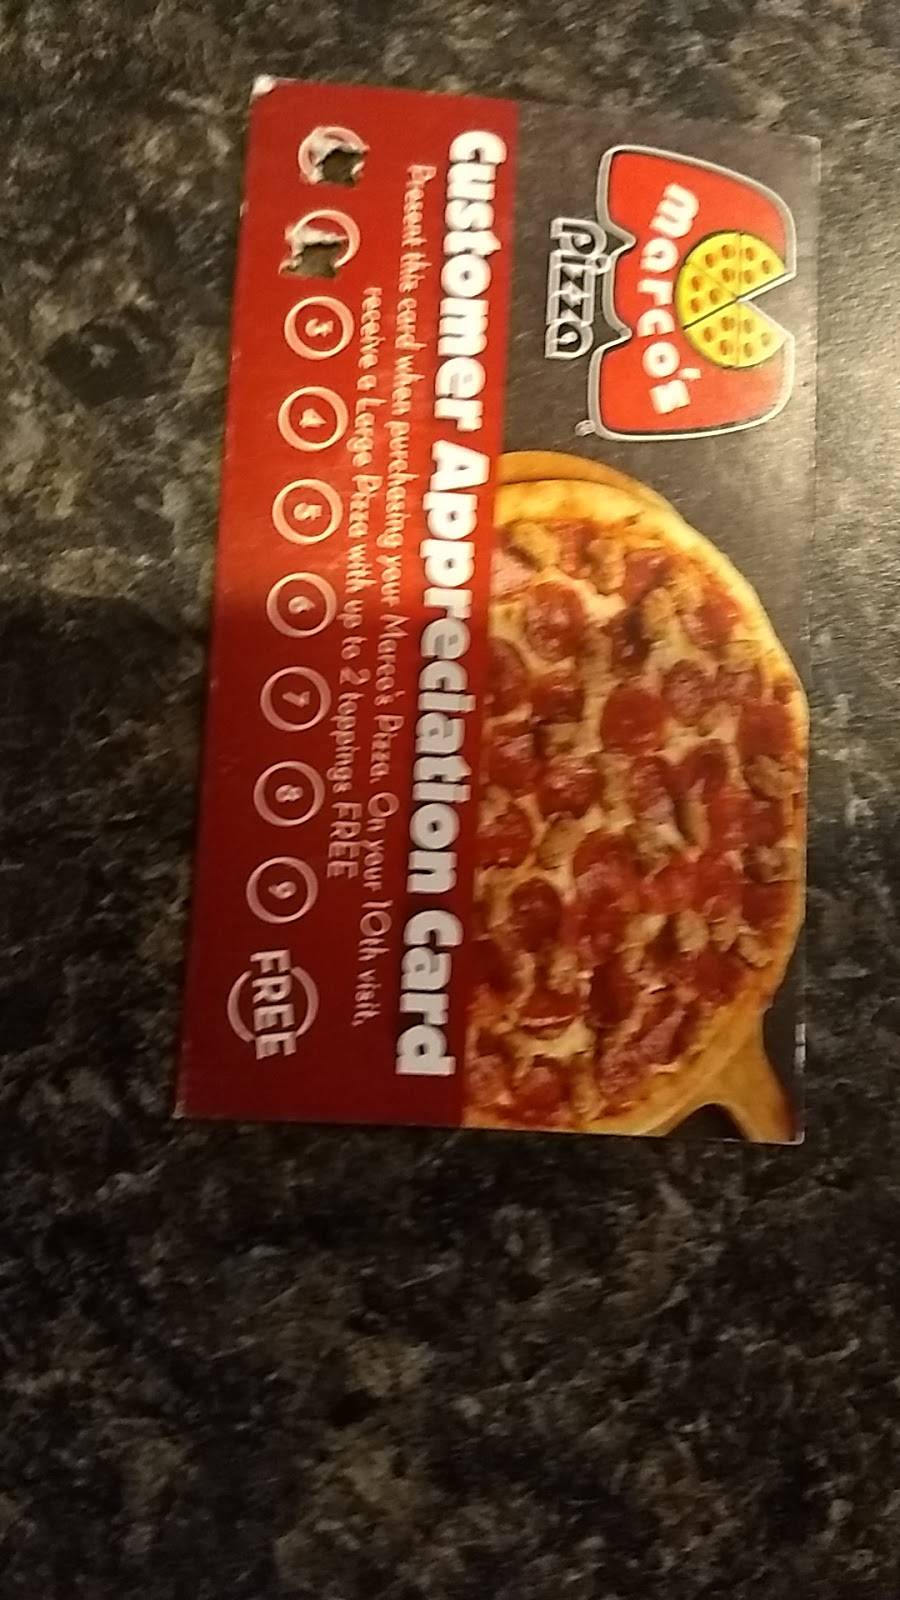 marco's
pizza
®
Customer Appreciation Card
Present this card when purchasing your Marco's Pizza. On your 10th visit,
receive a Large Pizza with up to 2 toppings FREE
3 4 5 6 7 8 9 FREE